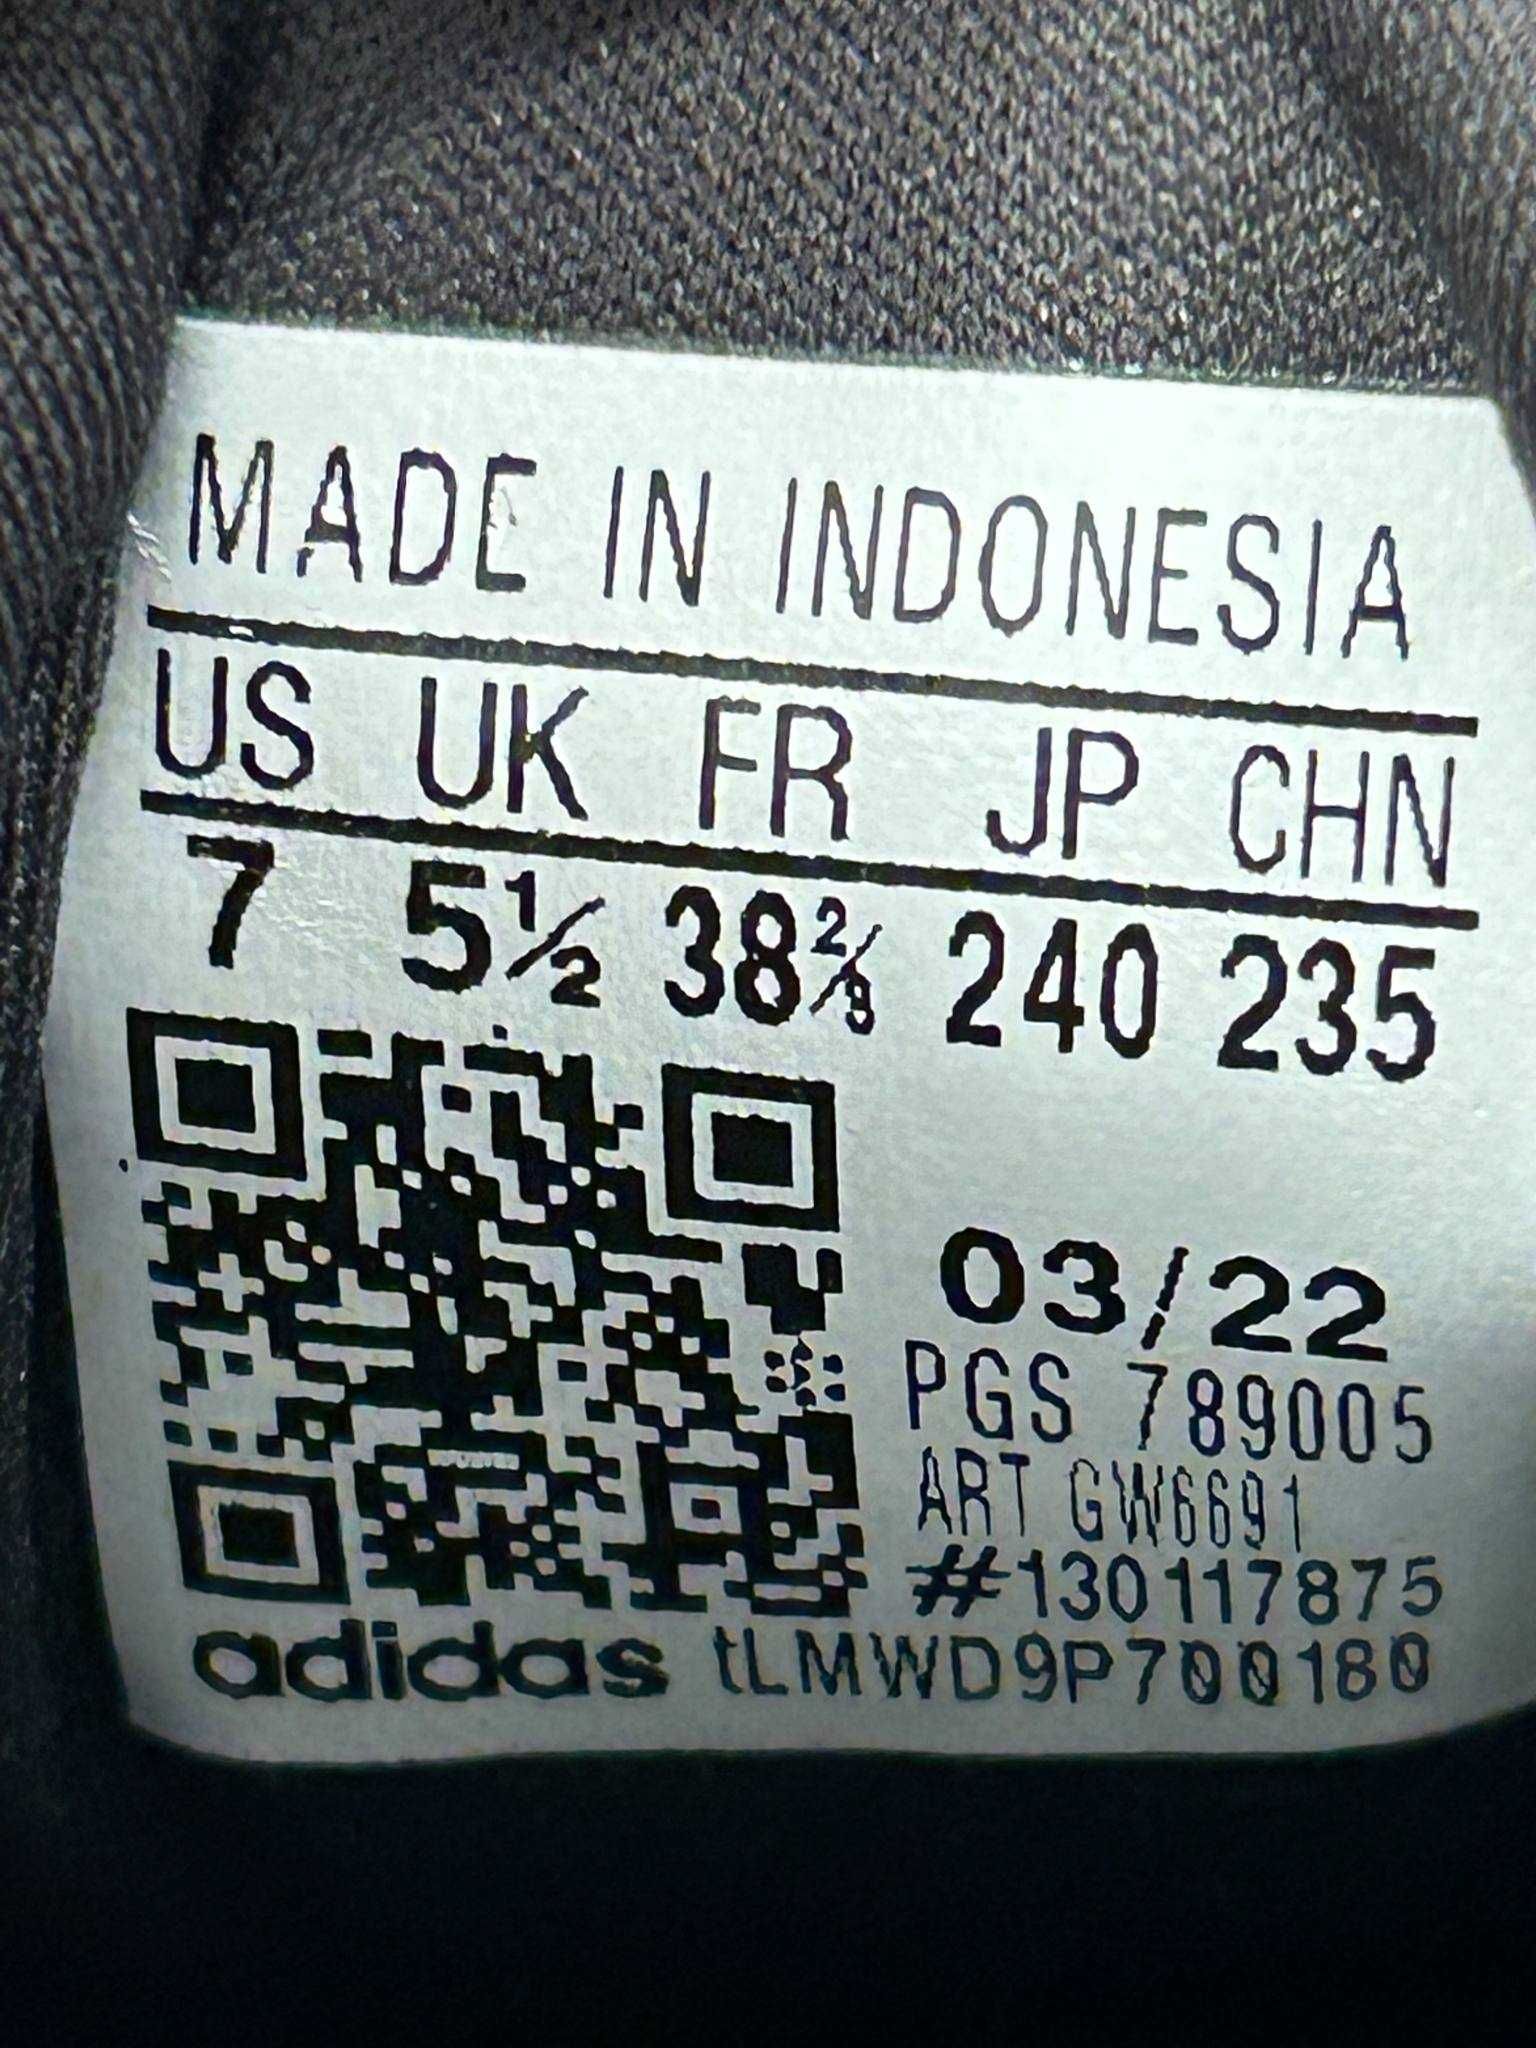 MADE IN INDONESIA
US UK FR JP CHN
7 5½ 38⅔ 240 235
03/22
PGS 789005
ART GW6691
#130117875
adidas tLMWD9P700180